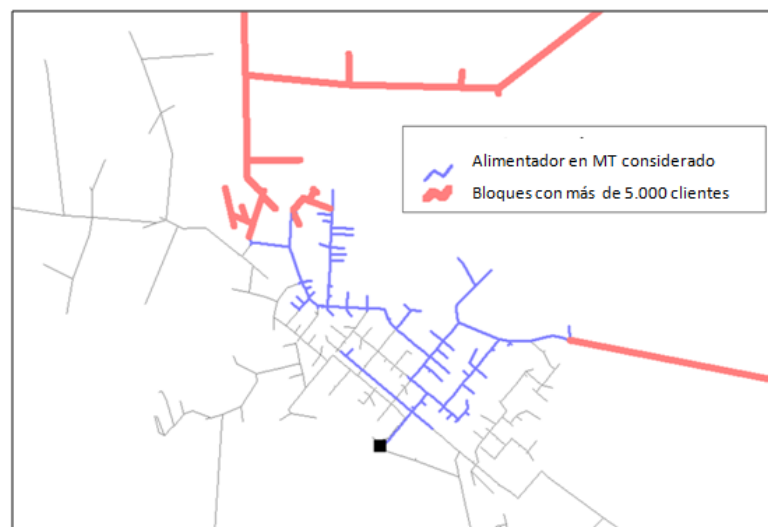 Alimentador en MT considerado
Bloques con más de 5.000 clientes